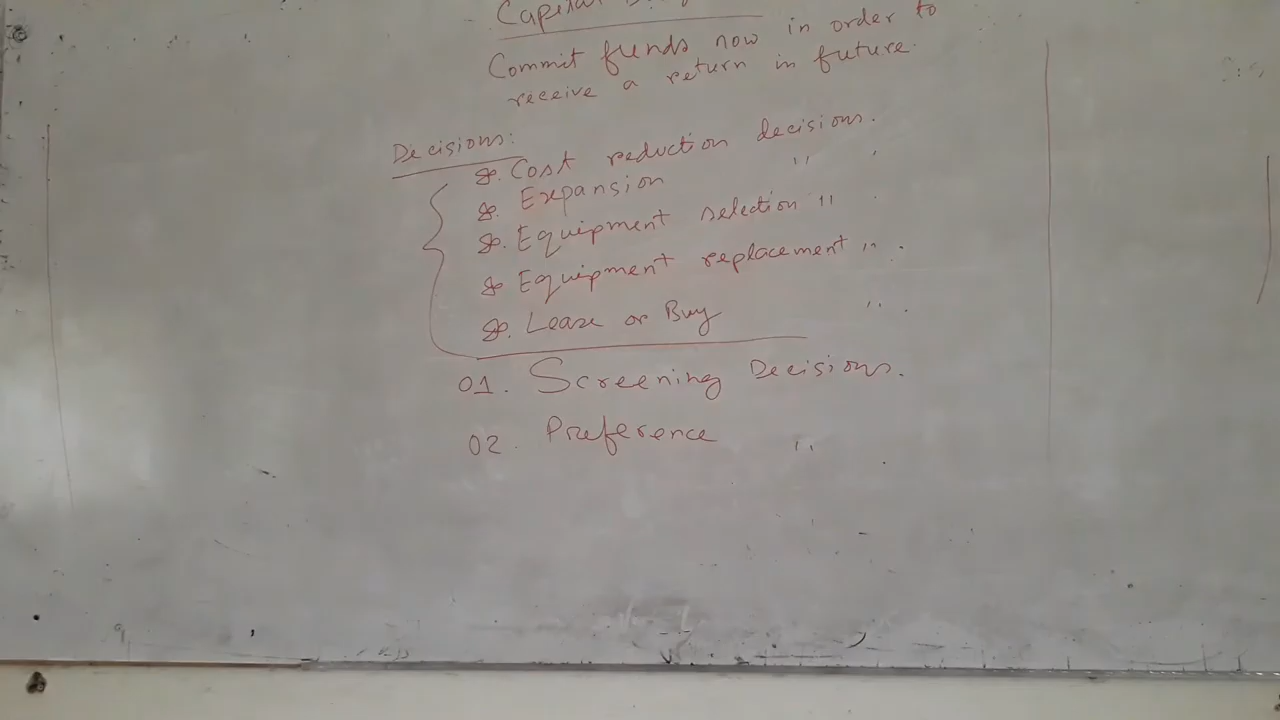 Capital
Commit funds now in order to
receive a return in future.
Decisions:
Cost reduction decisions.
Expansion " .
Equipment selection " .
Equipment replacement " .
Lease or Buy " .
01. Screening Decisions.
02. Preference " .